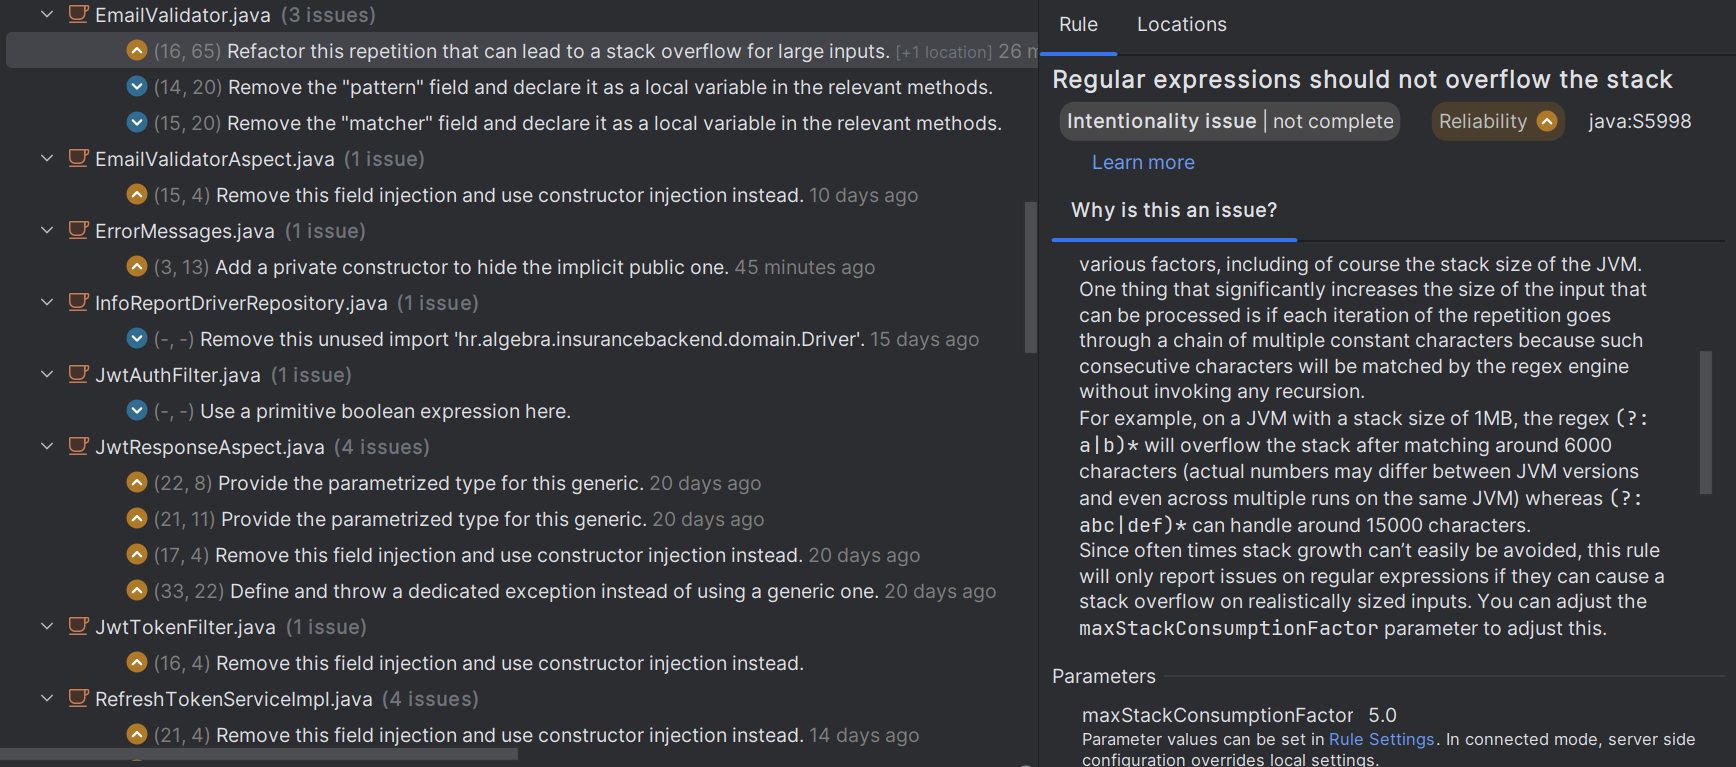 EmailValidator.java (3 issues)
(16, 65) Refactor this repetition that can lead to a stack overflow for large inputs. [+1 location] 26 m
(14, 20) Remove the "pattern" field and declare it as a local variable in the relevant methods.
(15, 20) Remove the "matcher" field and declare it as a local variable in the relevant methods.
EmailValidatorAspect.java (1 issue)
(15, 4) Remove this field injection and use constructor injection instead. 10 days ago
ErrorMessages.java (1 issue)
(3, 13) Add a private constructor to hide the implicit public one. 45 minutes ago
InfoReportDriverRepository.java (1 issue)
(-, -) Remove this unused import 'hr.algebra.insurancebackend.domain.Driver'. 15 days ago
JwtAuthFilter.java (1 issue)
(-, -) Use a primitive boolean expression here.
JwtResponseAspect.java (4 issues)
(22, 8) Provide the parametrized type for this generic. 20 days ago
(21, 11) Provide the parametrized type for this generic. 20 days ago
(17, 4) Remove this field injection and use constructor injection instead. 20 days ago
(33, 22) Define and throw a dedicated exception instead of using a generic one. 20 days ago
JwtTokenFilter.java (1 issue)
(16, 4) Remove this field injection and use constructor injection instead.
RefreshTokenServiceImpl.java (4 issues)
(21, 4) Remove this field injection and use constructor injection instead. 14 days ago
Rule Locations
Regular expressions should not overflow the stack
Intentionality issue | not complete Reliability java:S5998
Learn more
Why is this an issue?
various factors, including of course the stack size of the JVM.
One thing that significantly increases the size of the input that
can be processed is if each iteration of the repetition goes
through a chain of multiple constant characters because such
consecutive characters will be matched by the regex engine
without invoking any recursion.
For example, on a JVM with a stack size of 1MB, the regex (?:
a|b)* will overflow the stack after matching around 6000
characters (actual numbers may differ between JVM versions
and even across multiple runs on the same JVM) whereas (?:
abc|def)* can handle around 15000 characters.
Since often times stack growth can’t easily be avoided, this rule
will only report issues on regular expressions if they can cause a
stack overflow on realistically sized inputs. You can adjust the
maxStackConsumptionFactor parameter to adjust this.
Parameters
maxStackConsumptionFactor 5.0
Parameter values can be set in Rule Settings. In connected mode, server side
configuration overrides local settings.